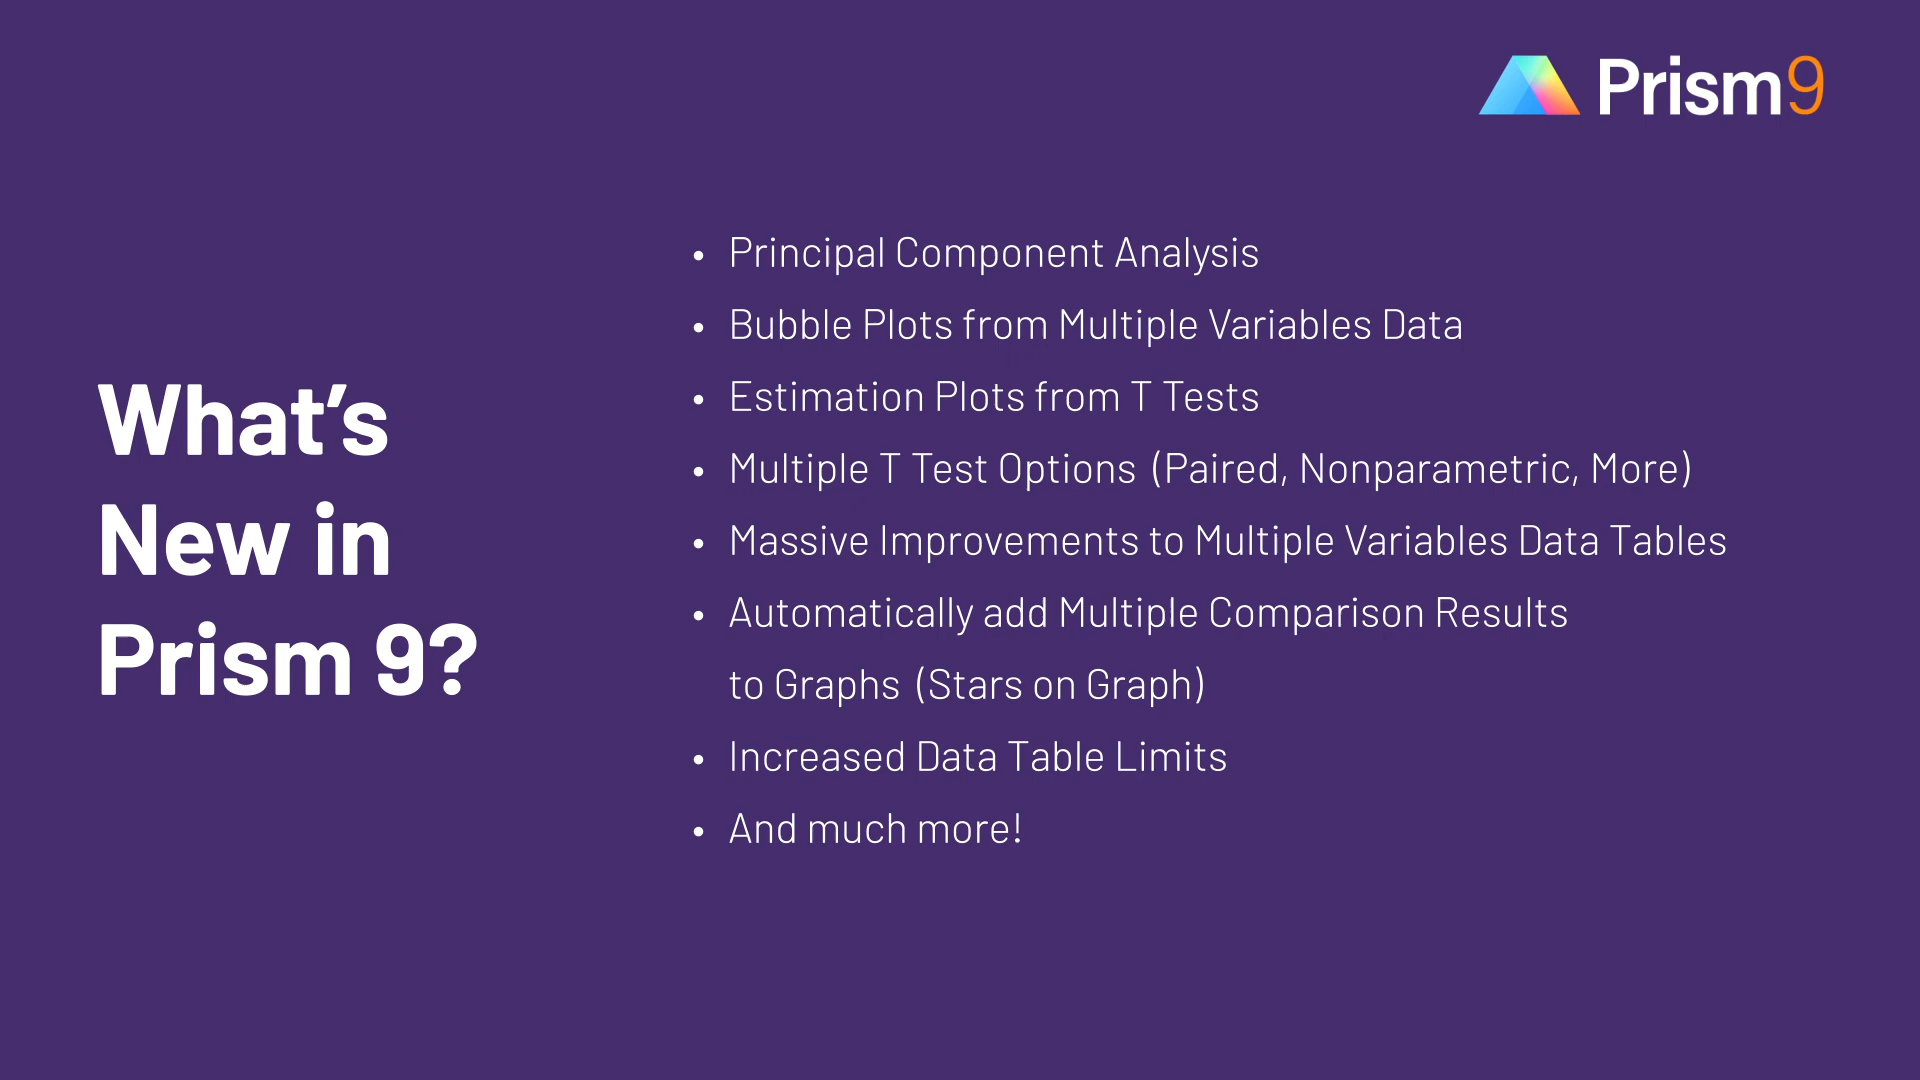 Prism9
What’s
New in
Prism 9?
• Principal Component Analysis
• Bubble Plots from Multiple Variables Data
• Estimation Plots from T Tests
• Multiple T Test Options (Paired, Nonparametric, More)
• Massive Improvements to Multiple Variables Data Tables
• Automatically add Multiple Comparison Results
to Graphs (Stars on Graph)
• Increased Data Table Limits
• And much more!